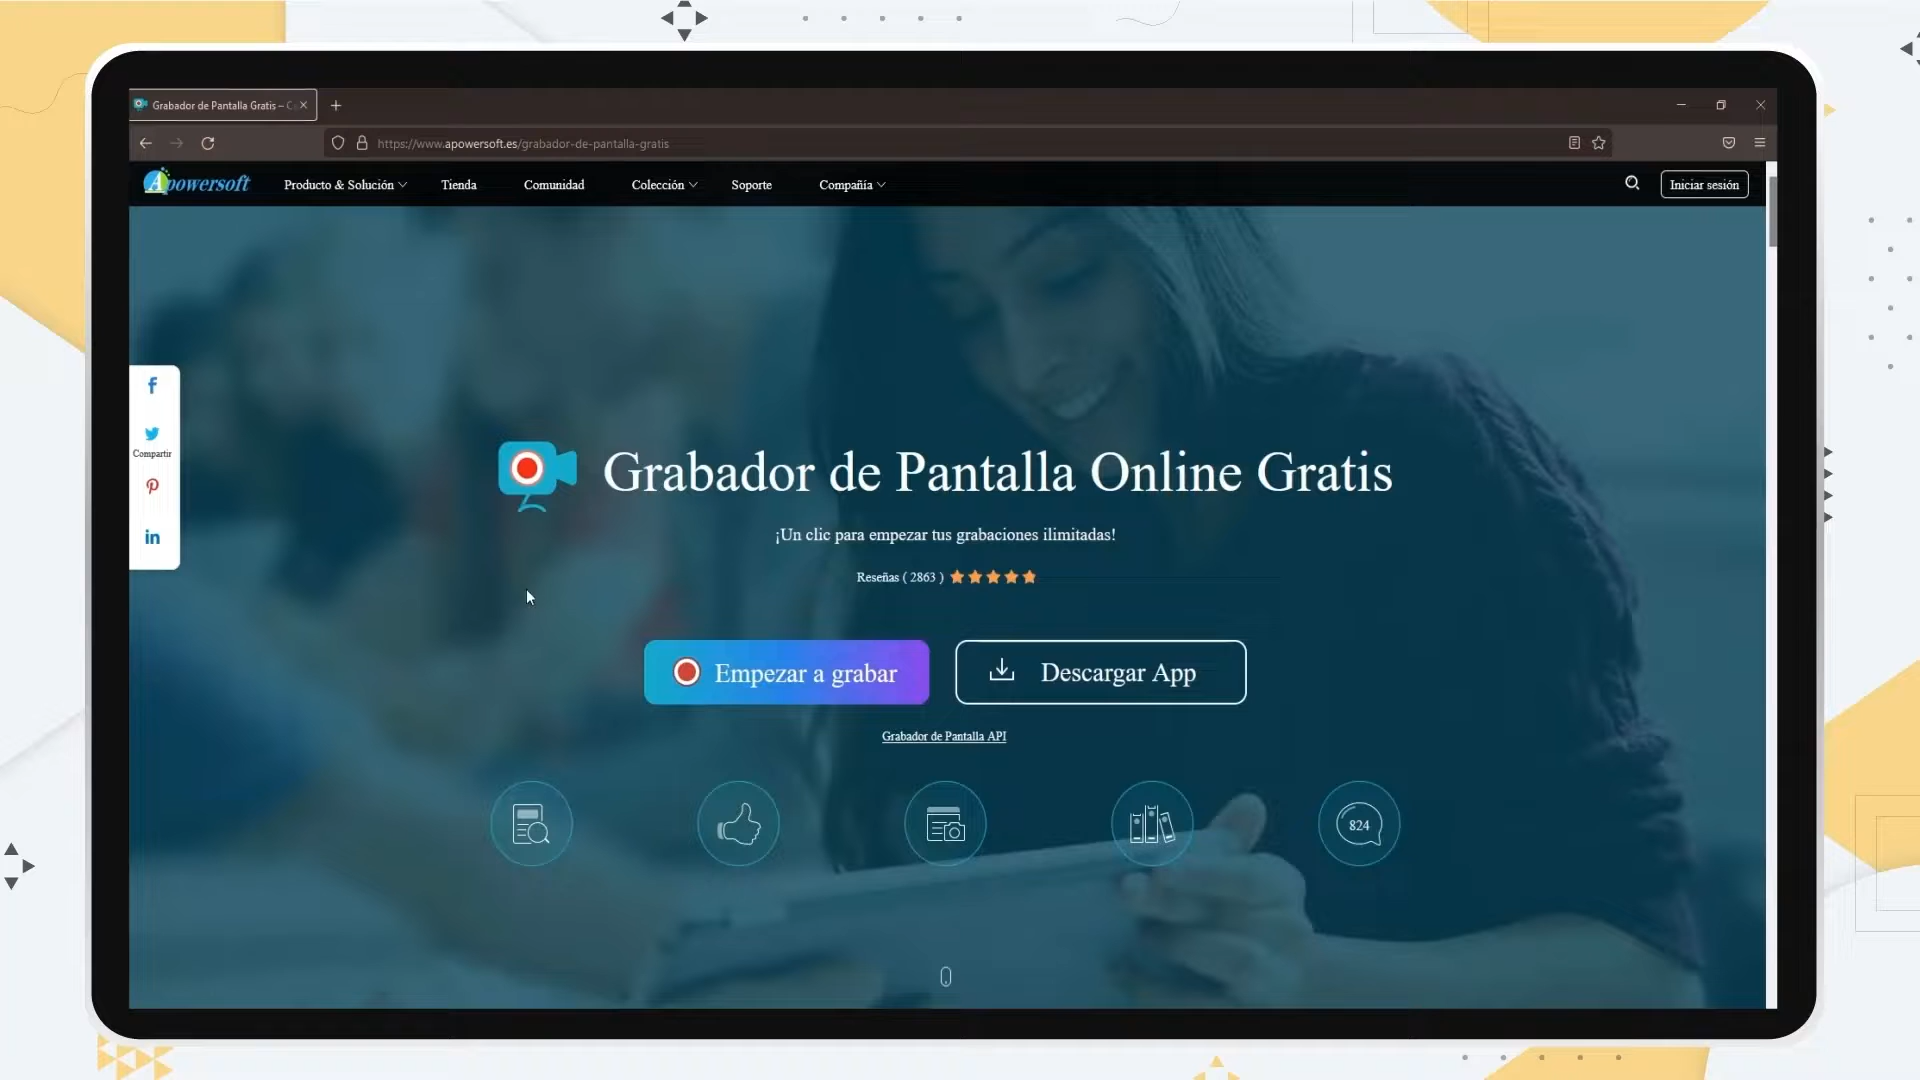 Grabador de Pantalla Gratis – C
https://www.apowersoft.es/grabador-de-pantalla-gratis
Apowersoft
Producto & Solución
Tienda
Comunidad
Colección
Soporte
Compañía
Iniciar sesión
Compartir
Grabador de Pantalla Online Gratis
¡Un clic para empezar tus grabaciones ilimitadas!
Reseñas ( 2863 )
Empezar a grabar
Descargar App
Grabador de Pantalla API
824